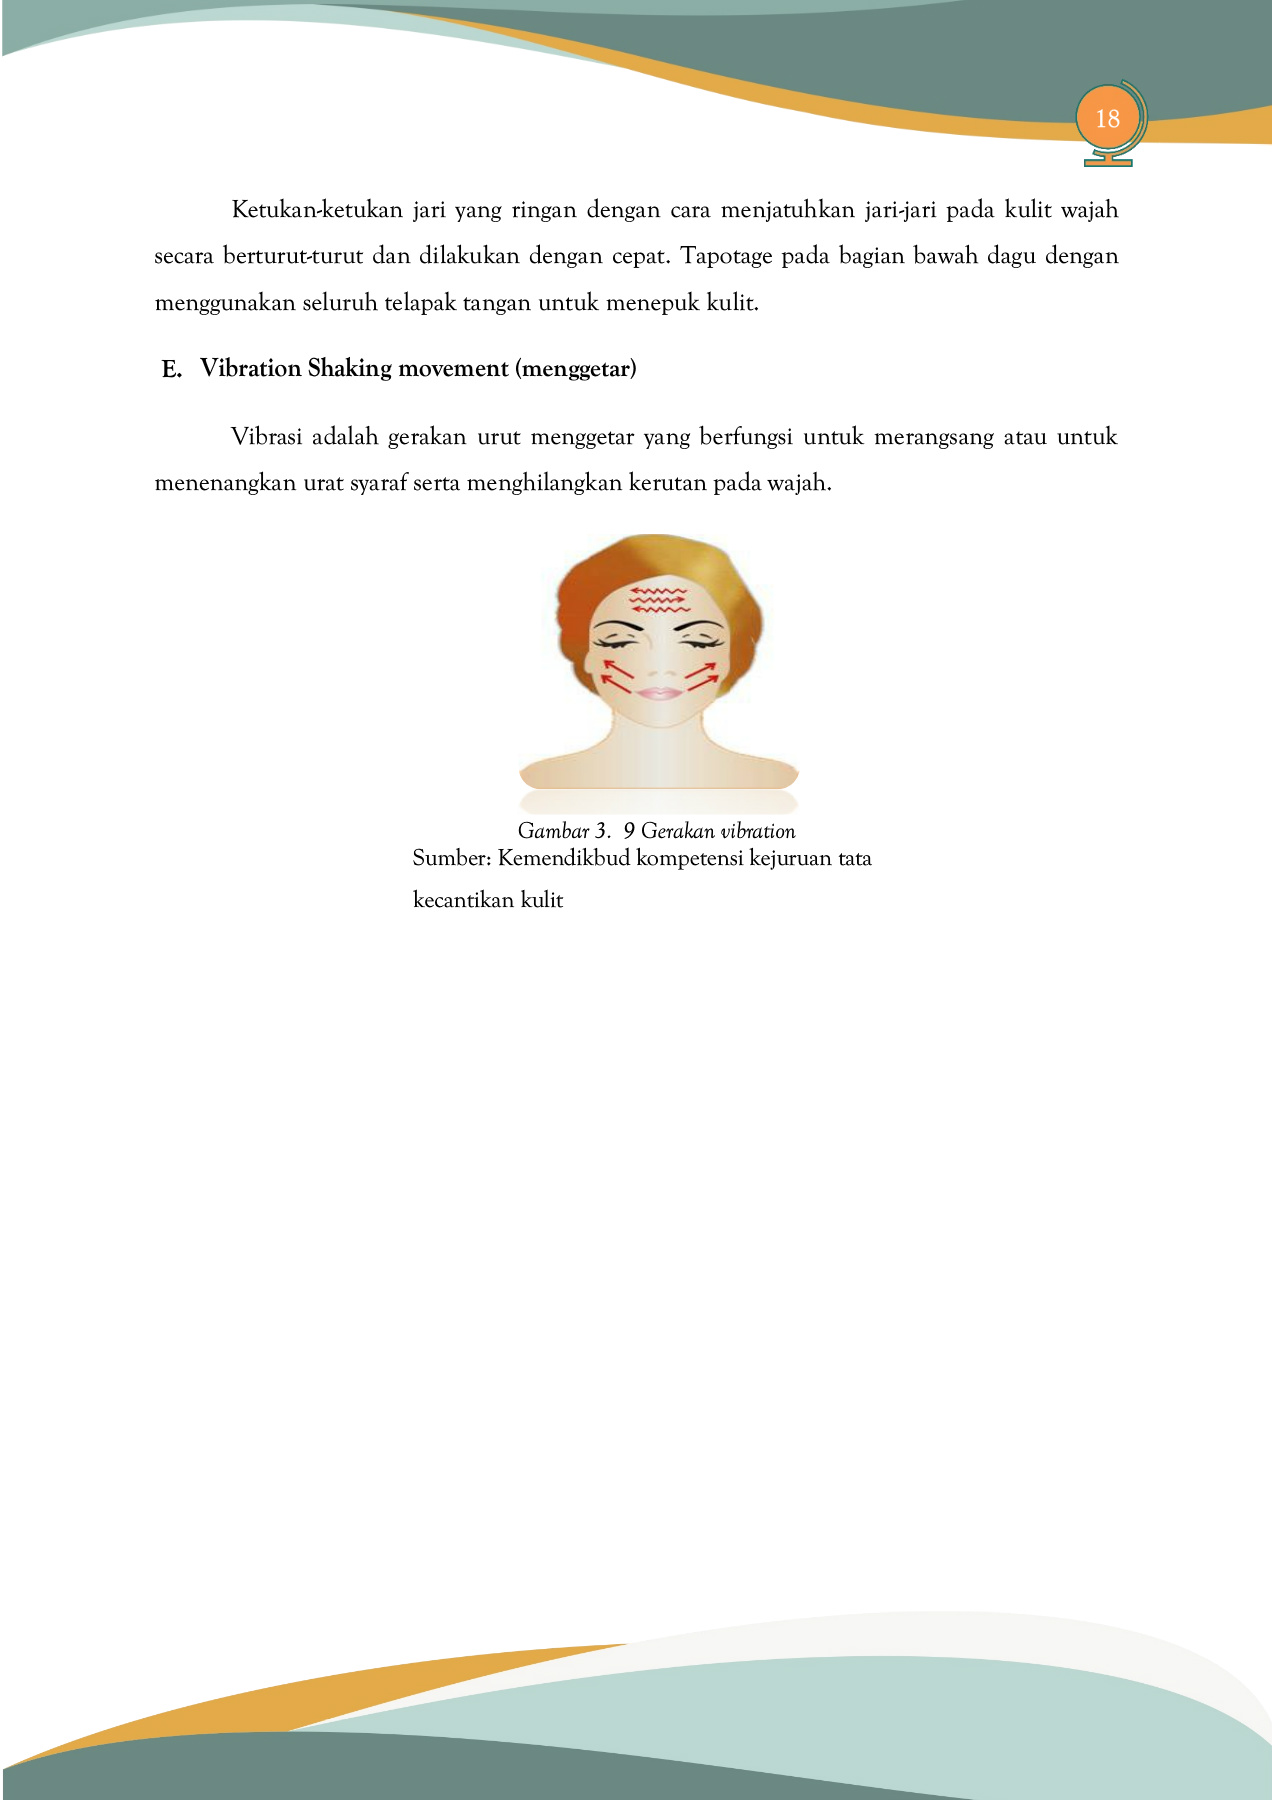 18
Ketukan-ketukan jari yang ringan dengan cara menjatuhkan jari-jari pada kulit wajah
secara berturut-turut dan dilakukan dengan cepat. Tapotage pada bagian bawah dagu dengan
menggunakan seluruh telapak tangan untuk menepuk kulit.
E. Vibration Shaking movement (menggetar)
Vibrasi adalah gerakan urut menggetar yang berfungsi untuk merangsang atau untuk
menenangkan urat syaraf serta menghilangkan kerutan pada wajah.
Gambar 3. 9 Gerakan vibration
Sumber: Kemendikbud kompetensi kejuruan tata
kecantikan kulit